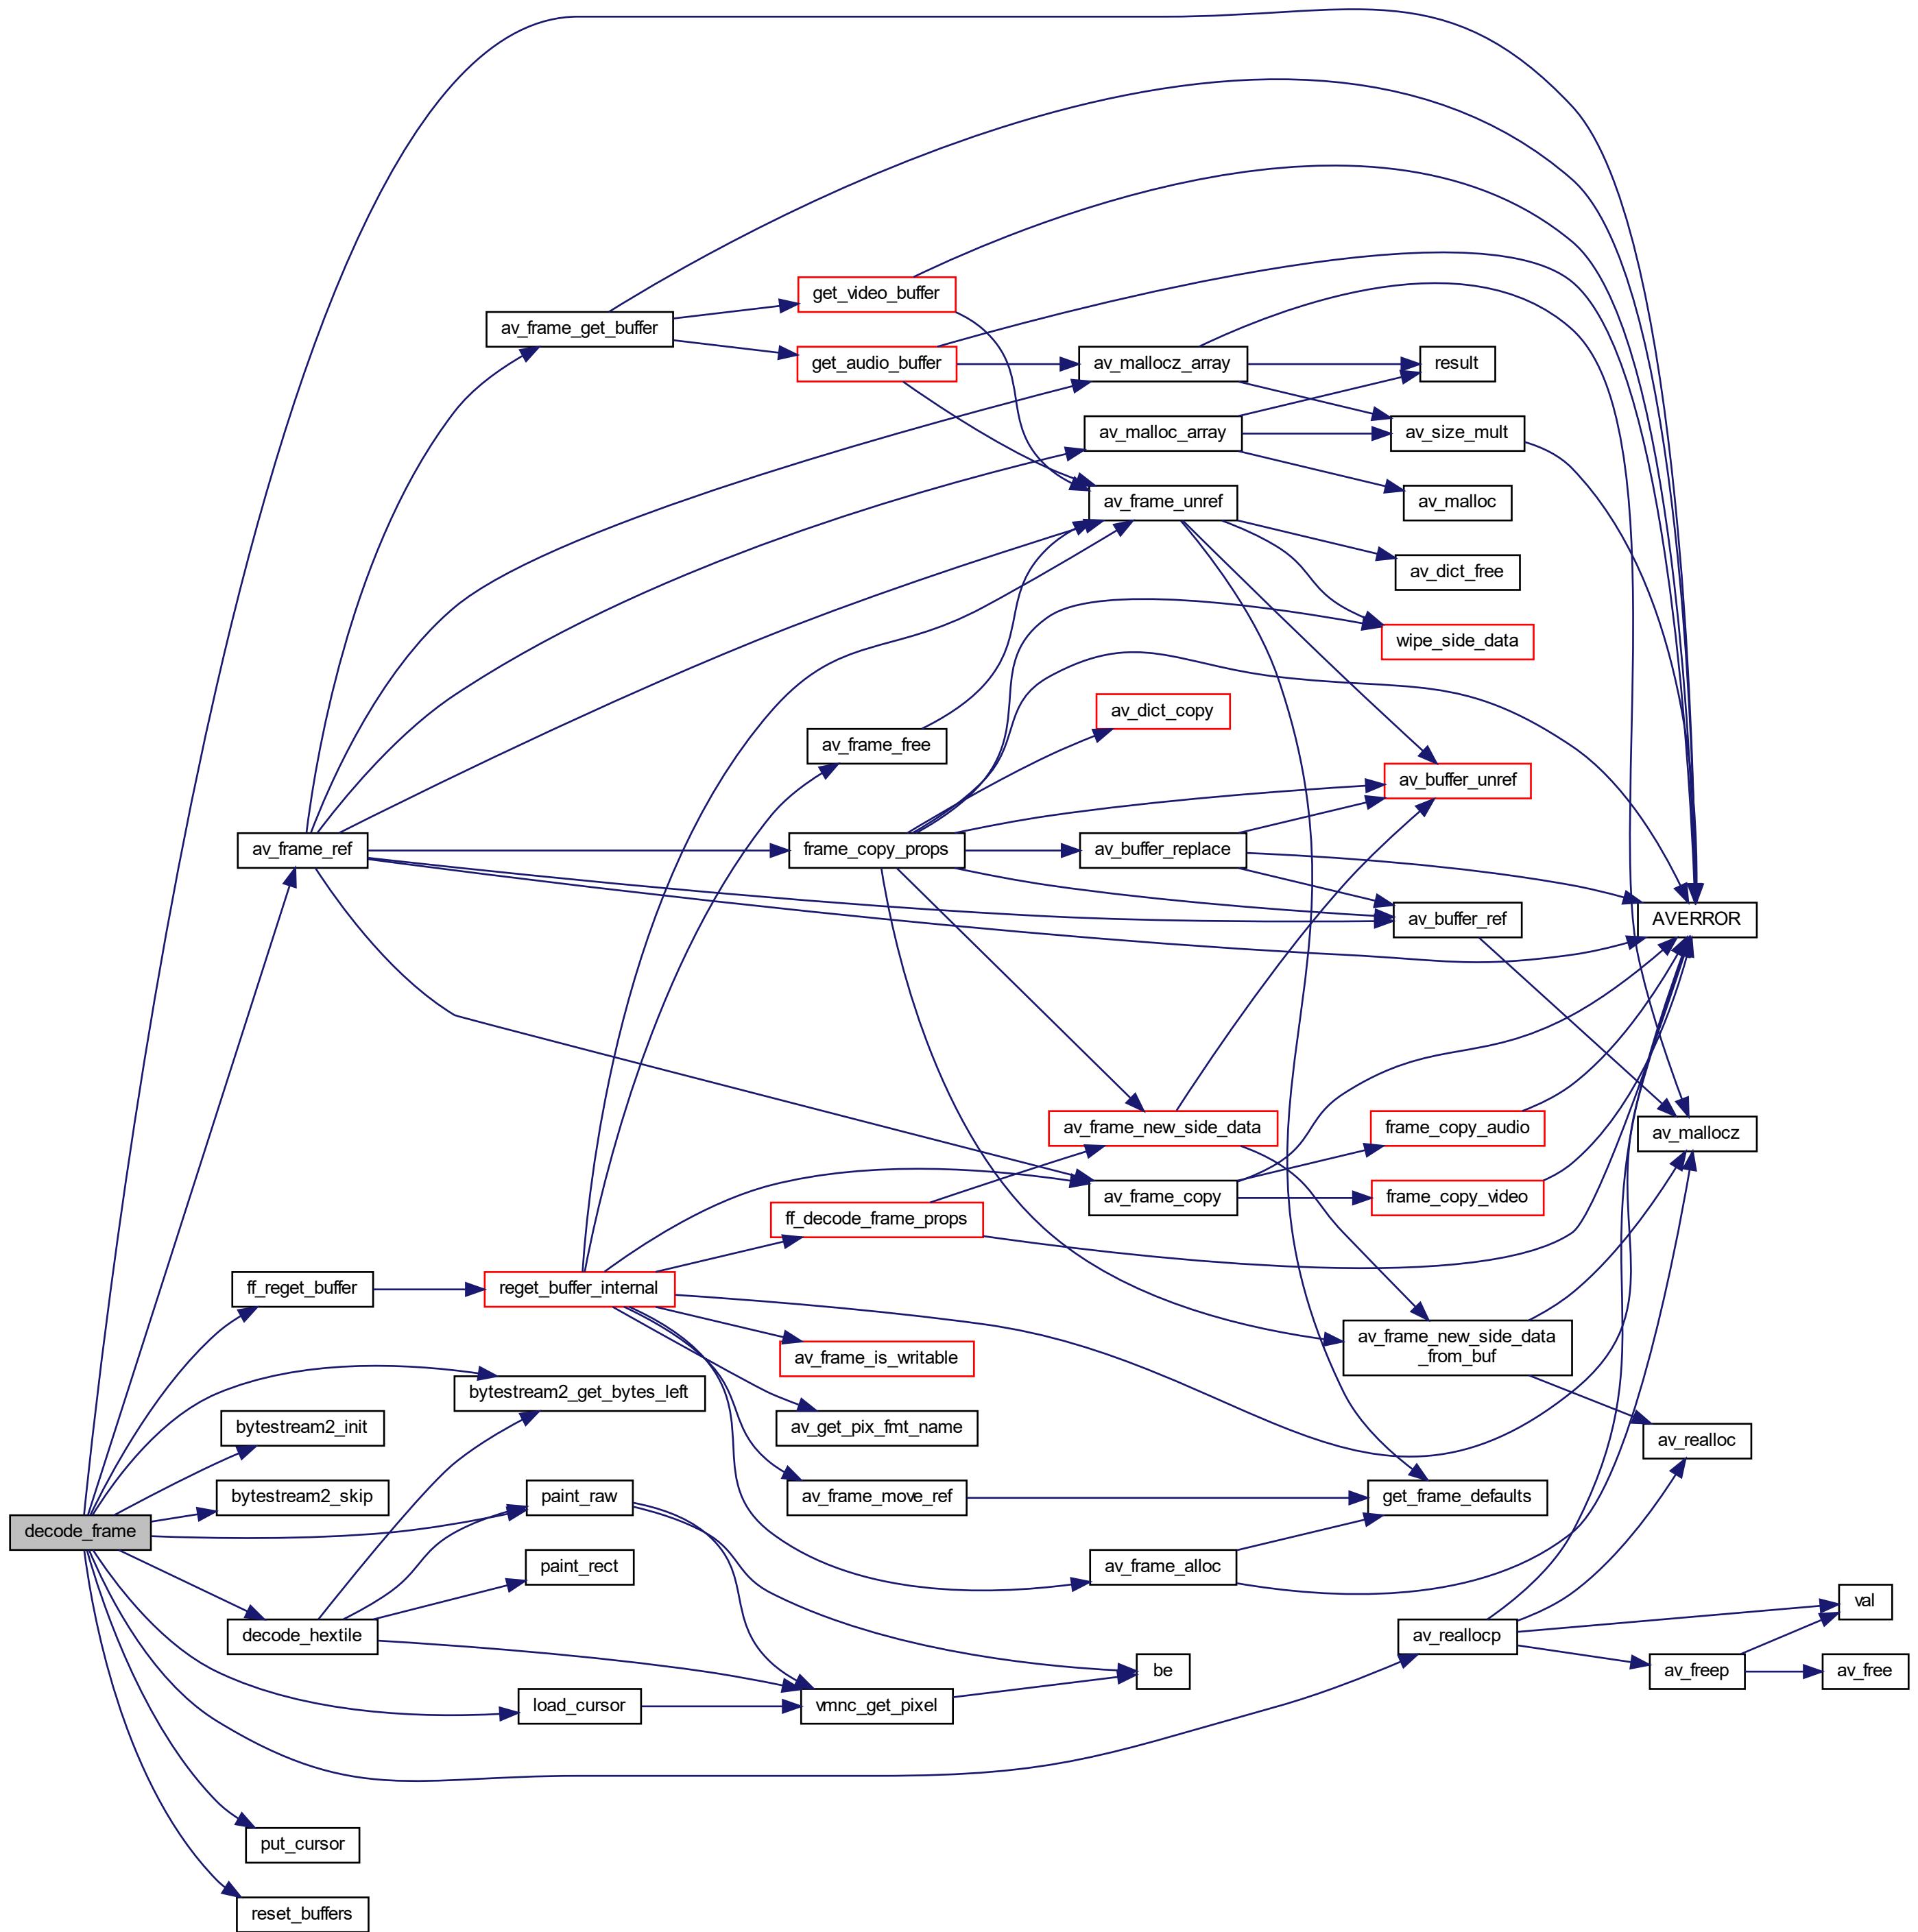 get_video_buffer
av_frame_get_buffer
get_audio_buffer
av_mallocz_array
result
av_malloc_array
av_size_mult
av_frame_unref
av_malloc
av_dict_free
wipe_side_data
av_dict_copy
av_frame_free
av_buffer_unref
av_frame_ref
frame_copy_props
av_buffer_replace
av_buffer_ref
AVERROR
av_frame_new_side_data
frame_copy_audio
av_mallocz
av_frame_copy
frame_copy_video
ff_decode_frame_props
ff_reget_buffer
reget_buffer_internal
av_frame_is_writable
av_frame_new_side_data
_from_buf
bytestream2_get_bytes_left
bytestream2_init
av_get_pix_fmt_name
av_realloc
bytestream2_skip
paint_raw
av_frame_move_ref
get_frame_defaults
decode_frame
paint_rect
av_frame_alloc
val
decode_hextile
av_reallocp
be
av_freep
av_free
load_cursor
vmnc_get_pixel
put_cursor
reset_buffers